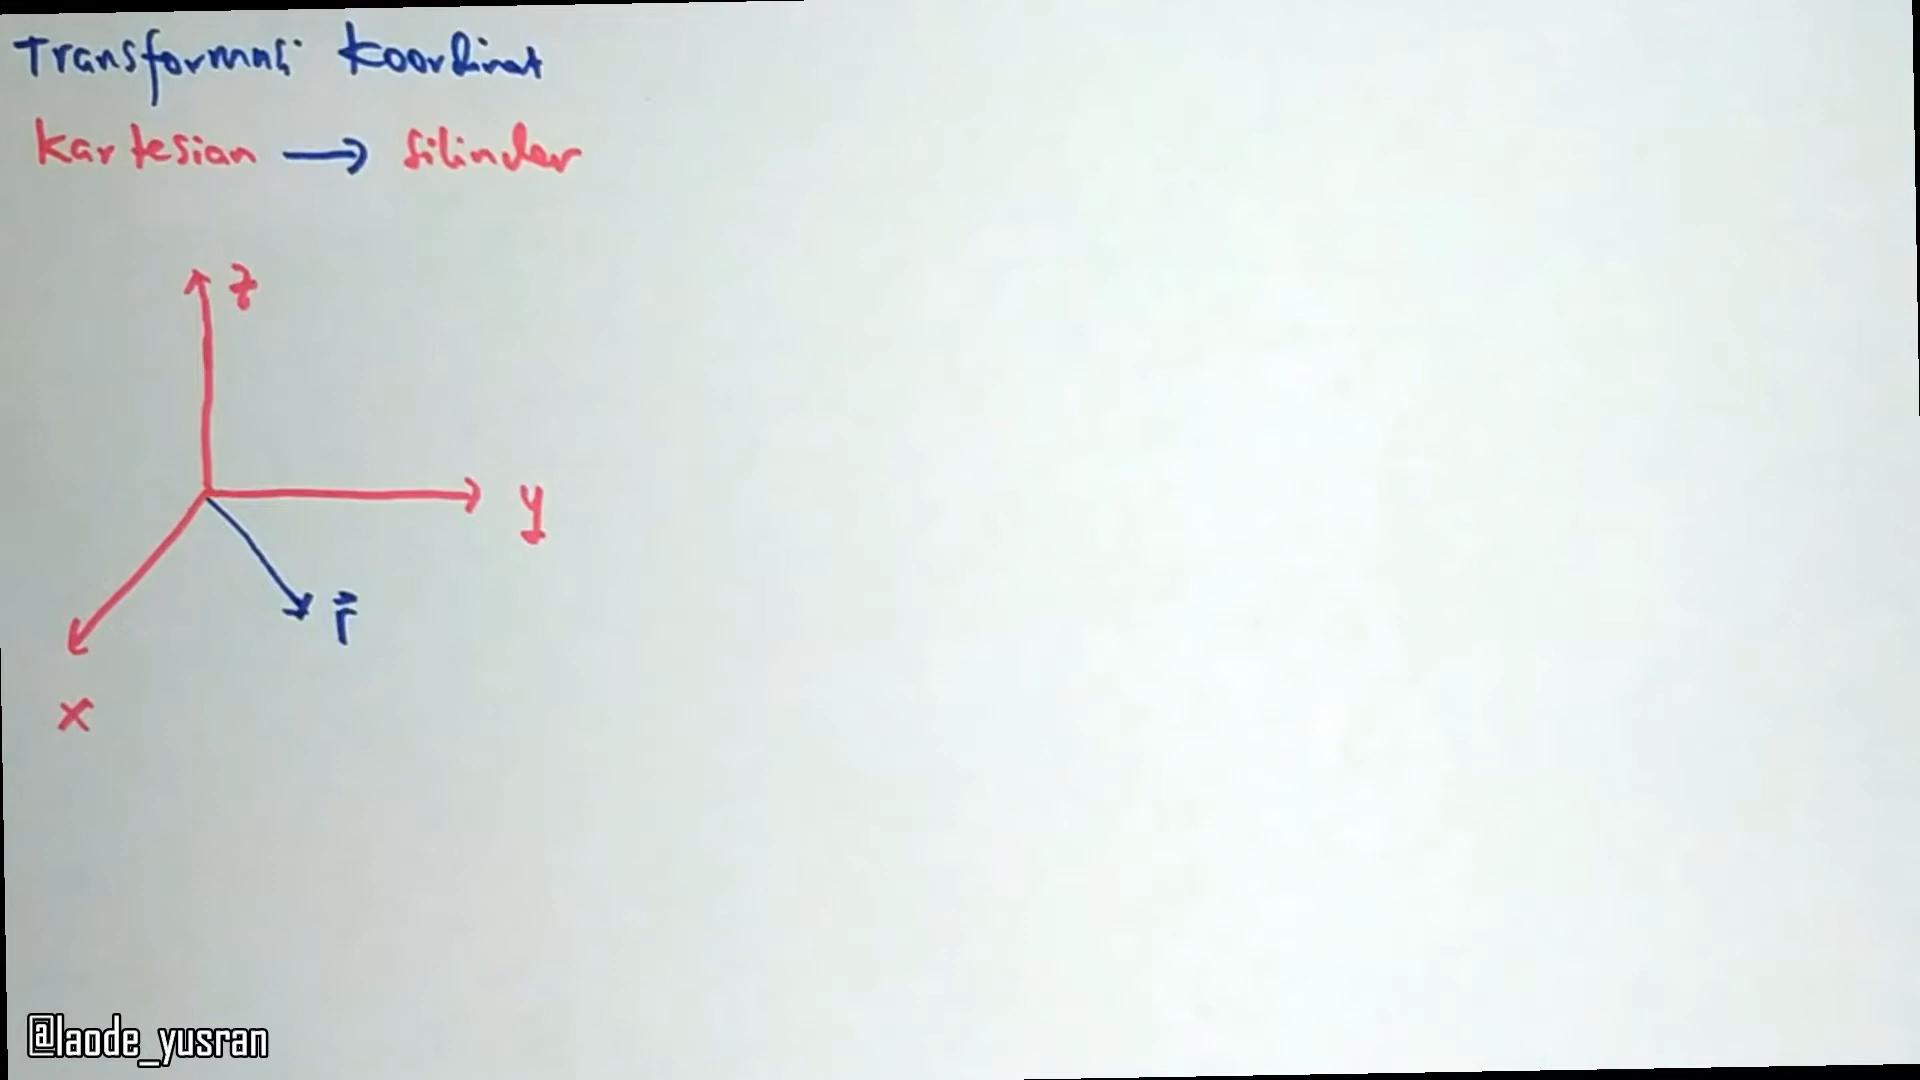 Transformasi Koordinat
Kartesian → Silinder
z
y
r⃗
x
@laode_yusran